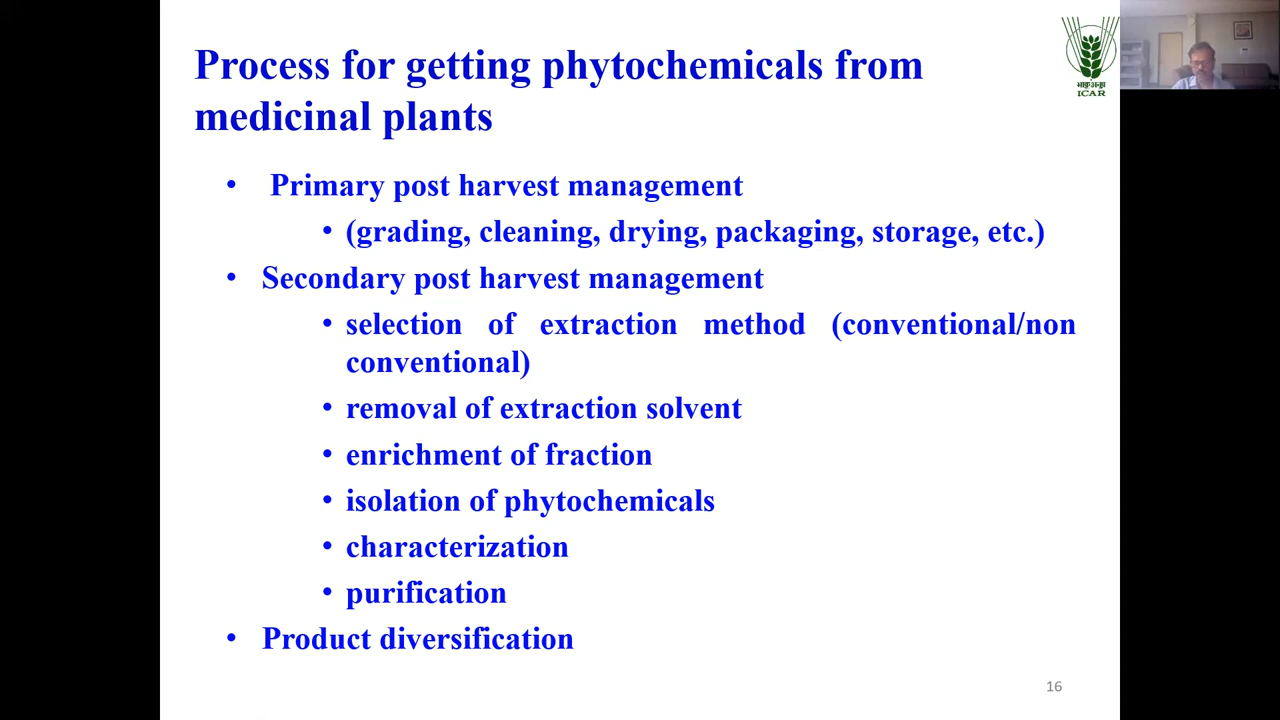 Process for getting phytochemicals from
medicinal plants
• Primary post harvest management
• (grading, cleaning, drying, packaging, storage, etc.)
• Secondary post harvest management
• selection of extraction method (conventional/non
conventional)
• removal of extraction solvent
• enrichment of fraction
• isolation of phytochemicals
• characterization
• purification
• Product diversification
16
भाकृअनुप
ICAR